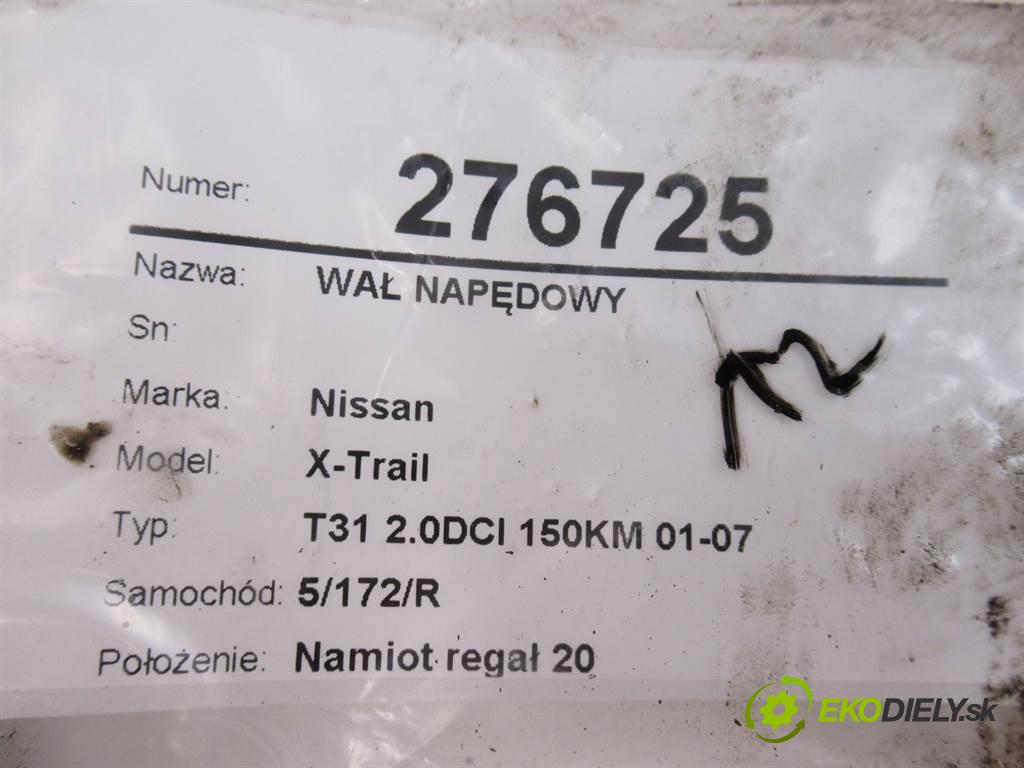 Numer: 276725
Nazwa: WAŁ NAPĘDOWY
Sn:
Marka: Nissan
Model: X-Trail
Typ: T31 2.0DCI 150KM 01-07
Samochód: 5/172/R
Położenie: Namiot regał 20
EKODIELY.sk